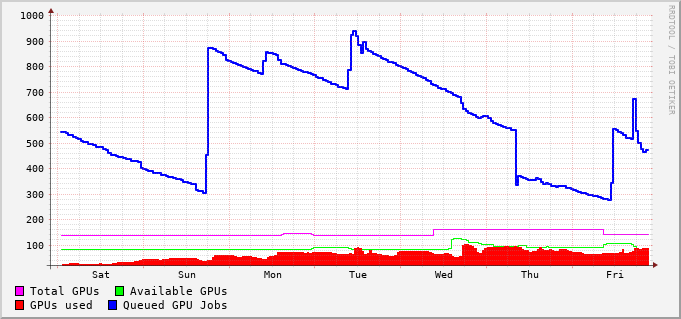 1000
900
800
700
600
500
400
300
200
100
Sat Sun Mon Tue Wed Thu Fri
Total GPUs Available GPUs
GPUs used Queued GPU Jobs
RRDTOOL / TOBI OETIKER